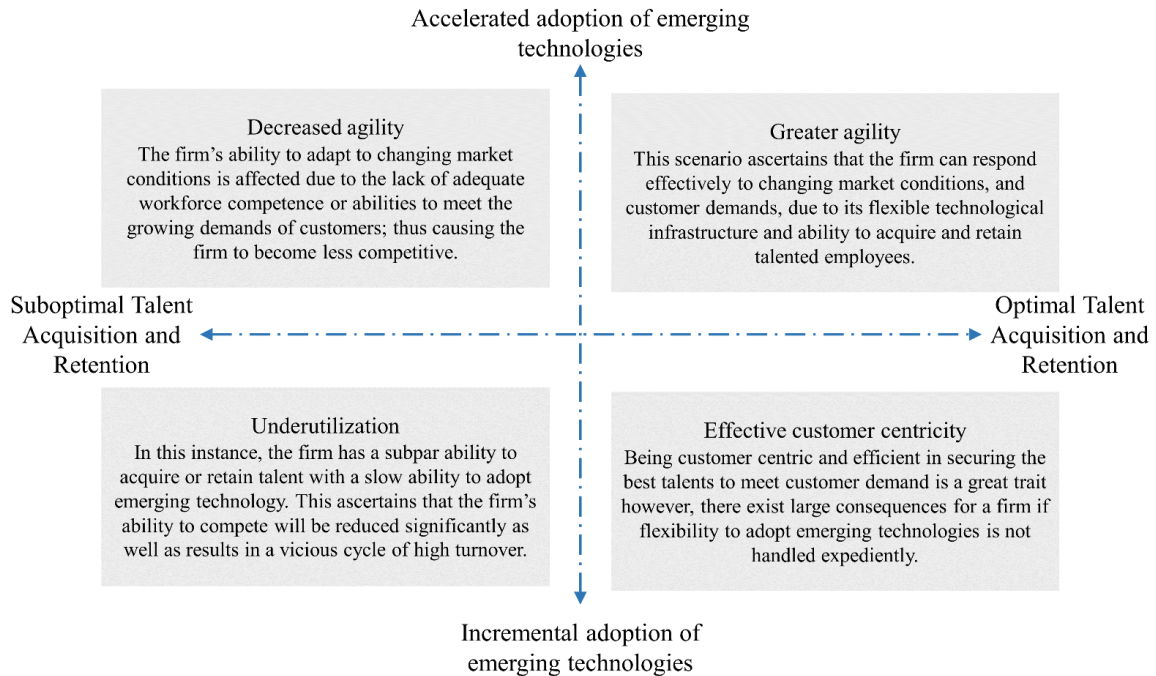 Accelerated adoption of emerging
technologies
Decreased agility
The firm's ability to adapt to changing market
conditions is affected due to the lack of adequate
workforce competence or abilities to meet the
growing demands of customers; thus causing the
firm to become less competitive.
Greater agility
This scenario ascertains that the firm can respond
effectively to changing market conditions, and
customer demands, due to its flexible technological
infrastructure and ability to acquire and retain
talented employees.
Suboptimal Talent
Acquisition and
Retention
Optimal Talent
Acquisition and
Retention
Underutilization
In this instance, the firm has a subpar ability to
acquire or retain talent with a slow ability to adopt
emerging technology. This ascertains that the firm's
ability to compete will be reduced significantly as
well as results in a vicious cycle of high turnover.
Effective customer centricity
Being customer centric and efficient in securing the
best talents to meet customer demand is a great trait
however, there exist large consequences for a firm if
flexibility to adopt emerging technologies is not
handled expediently.
Incremental adoption of
emerging technologies